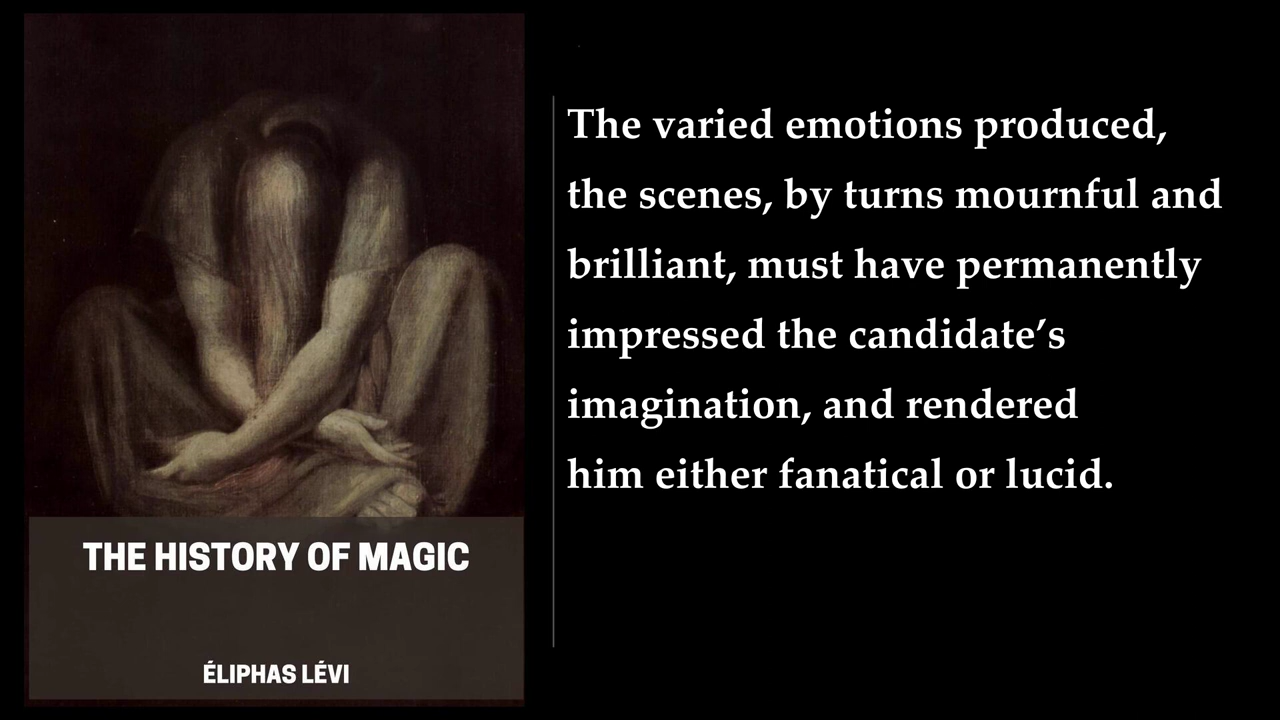 THE HISTORY OF MAGIC
ÉLIPHAS LÉVI
The varied emotions produced,
the scenes, by turns mournful and
brilliant, must have permanently
impressed the candidate’s
imagination, and rendered
him either fanatical or lucid.